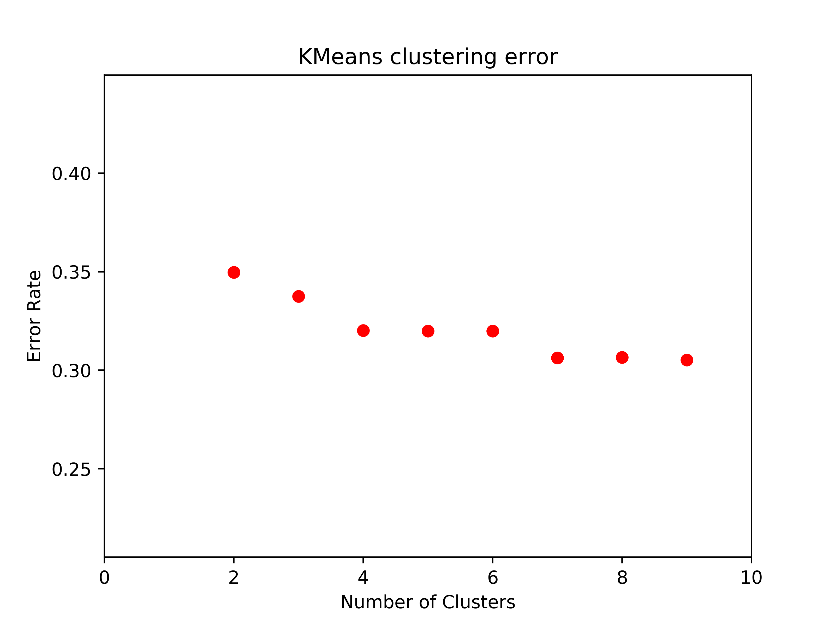 KMeans clustering error
0.40
0.35
0.30
0.25
Error Rate
0 2 4 6 8 10
Number of Clusters